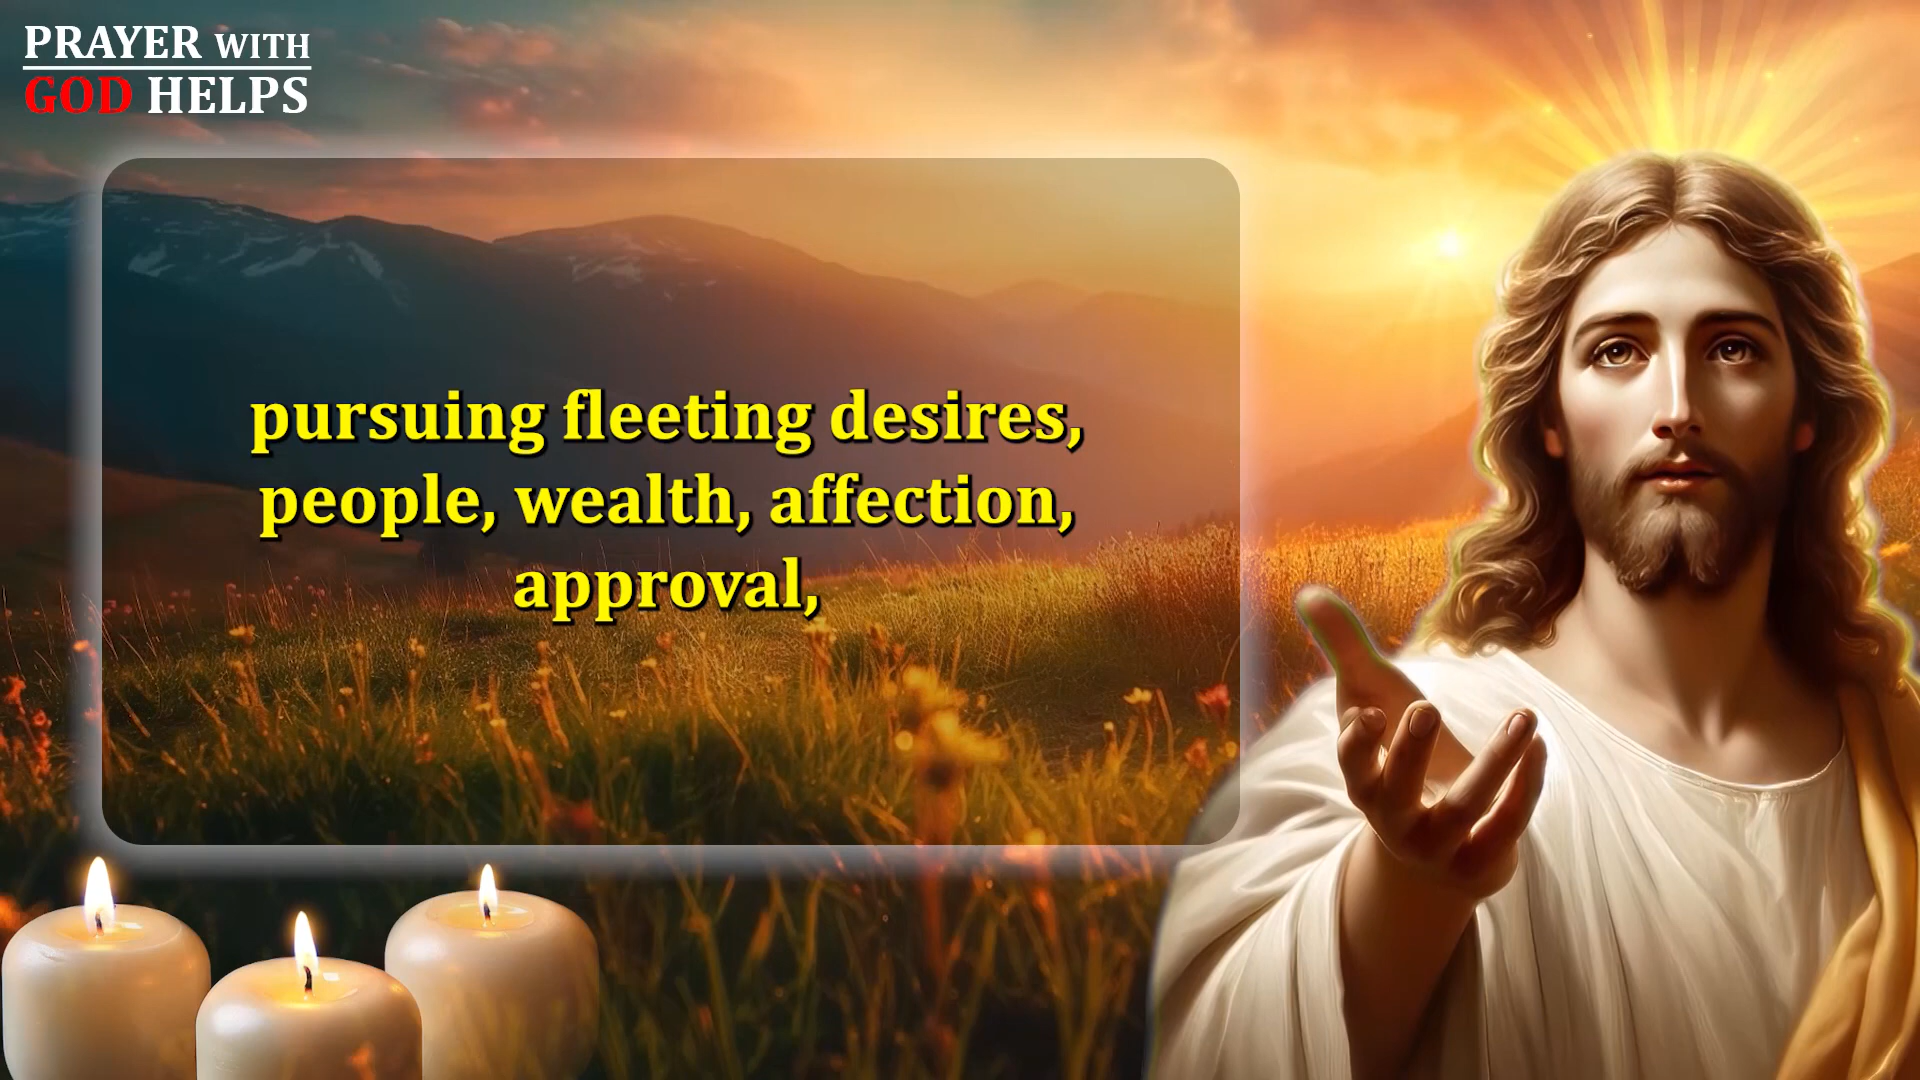 PRAYER WITH
GOD HELPS
pursuing fleeting desires,
people, wealth, affection,
approval,